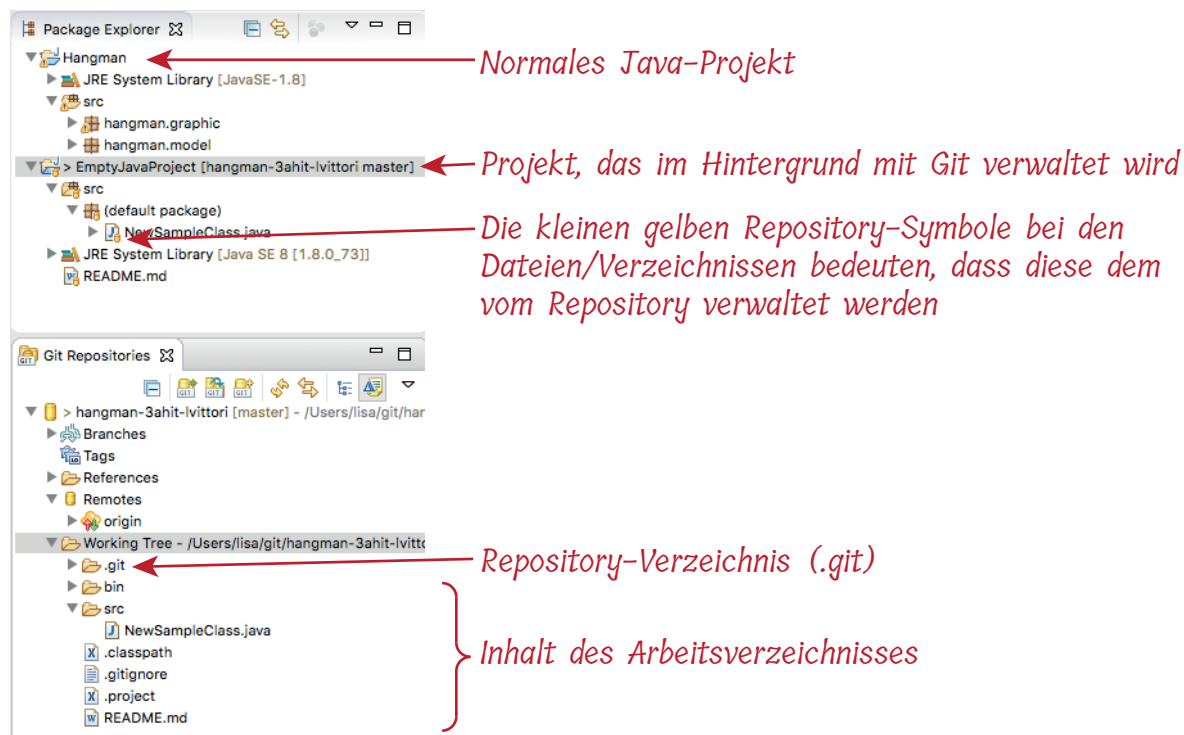 Package Explorer
Hangman
Normales Java-Projekt
JRE System Library [JavaSE-1.8]
src
hangman.graphic
hangman.model
> EmptyJavaProject [hangman-3ahit-lvittori master]
Projekt, das im Hintergrund mit Git verwaltet wird
src
(default package)
NewSampleClass.java
Die kleinen gelben Repository-Symbole bei den
Dateien/Verzeichnissen bedeuten, dass diese dem
vom Repository verwaltet werden
JRE System Library [Java SE 8 [1.8.0_73]]
README.md
Git Repositories
> hangman-3ahit-lvittori [master] - /Users/lisa/git/har
Branches
Tags
References
Remotes
origin
Working Tree - /Users/lisa/git/hangman-3ahit-lvitto
.git
Repository-Verzeichnis (.git)
bin
src
NewSampleClass.java
.classpath
Inhalt des Arbeitsverzeichnisses
.gitignore
.project
README.md